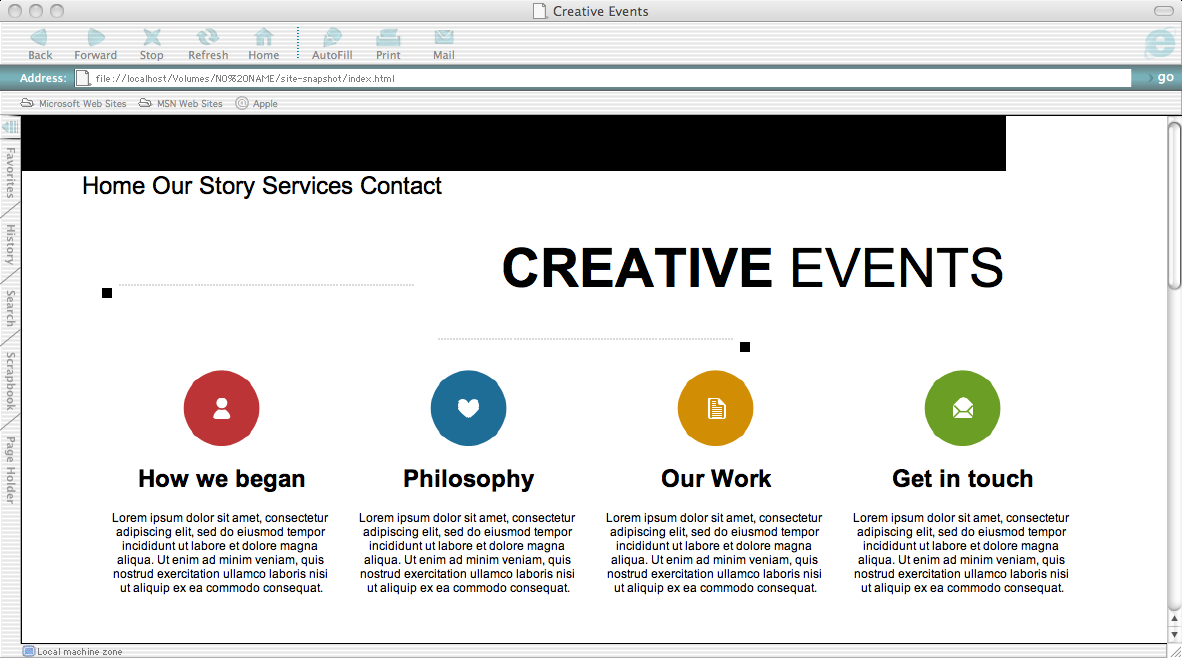 Creative Events
Back Forward Stop Refresh Home AutoFill Print Mail
Address: file://localhost/Volumes/NO%20NAME/site-snapshot/index.html go
Microsoft Web Sites MSN Web Sites Apple
Favorites
History
Search
Scrapbook
Page Holder
Home Our Story Services Contact
CREATIVE EVENTS
How we began
Lorem ipsum dolor sit amet, consectetur
adipiscing elit, sed do eiusmod tempor
incididunt ut labore et dolore magna
aliqua. Ut enim ad minim veniam, quis
nostrud exercitation ullamco laboris nisi
ut aliquip ex ea commodo consequat.
Philosophy
Lorem ipsum dolor sit amet, consectetur
adipiscing elit, sed do eiusmod tempor
incididunt ut labore et dolore magna
aliqua. Ut enim ad minim veniam, quis
nostrud exercitation ullamco laboris nisi
ut aliquip ex ea commodo consequat.
Our Work
Lorem ipsum dolor sit amet, consectetur
adipiscing elit, sed do eiusmod tempor
incididunt ut labore et dolore magna
aliqua. Ut enim ad minim veniam, quis
nostrud exercitation ullamco laboris nisi
ut aliquip ex ea commodo consequat.
Get in touch
Lorem ipsum dolor sit amet, consectetur
adipiscing elit, sed do eiusmod tempor
incididunt ut labore et dolore magna
aliqua. Ut enim ad minim veniam, quis
nostrud exercitation ullamco laboris nisi
ut aliquip ex ea commodo consequat.
Local machine zone